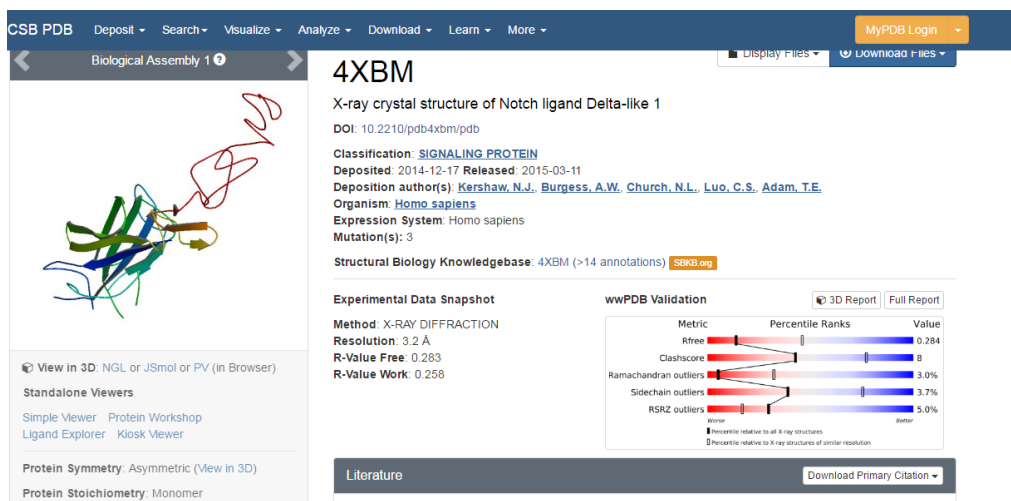 CSB PDB Deposit Search Visualize Analyze Download Learn More MyPDB Login
Biological Assembly 1
Display Files Download Files
4XBM
X-ray crystal structure of Notch ligand Delta-like 1
DOI: 10.2210/pdb4xbm/pdb
Classification: SIGNALING PROTEIN
Deposited: 2014-12-17 Released: 2015-03-11
Deposition author(s): Kershaw, N.J., Burgess, A.W., Church, N.L., Luo, C.S., Adam, T.E.
Organism: Homo sapiens
Expression System: Homo sapiens
Mutation(s): 3
Structural Biology Knowledgebase: 4XBM (>14 annotations) SBKB.org
Experimental Data Snapshot
Method: X-RAY DIFFRACTION
Resolution: 3.2 Å
R-Value Free: 0.283
R-Value Work: 0.258
wwPDB Validation 3D Report Full Report
Metric Percentile Ranks Value
Rfree 0.284
Clashscore 8
Ramachandran outliers 3.0%
Sidechain outliers 3.7%
RSRZ outliers 5.0%
Worse Better
Percentile relative to all X-ray structures
Percentile relative to X-ray structures of similar resolution
View in 3D: NGL or JSmol or PV (in Browser)
Standalone Viewers
Simple Viewer Protein Workshop
Ligand Explorer Kiosk Viewer
Protein Symmetry: Asymmetric (View in 3D)
Protein Stoichiometry: Monomer
Literature Download Primary Citation